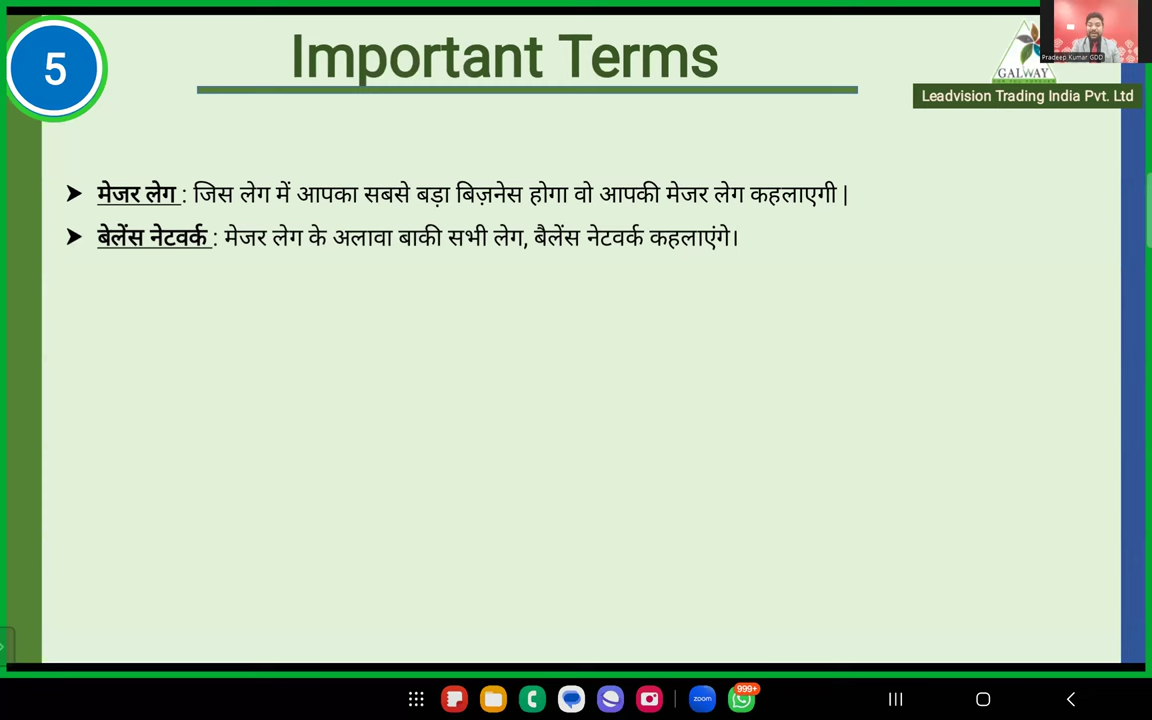 5
Important Terms
GALWAY
Pradeep Kumar GDD
Leadvision Trading India Pvt. Ltd
➤ मेजर लेग : जिस लेग में आपका सबसे बड़ा बिज़नेस होगा वो आपकी मेजर लेग कहलाएगी |
➤ बेलेंस नेटवर्क : मेजर लेग के अलावा बाकी सभी लेग, बैलेंस नेटवर्क कहलाएंगे।
zoom
999+